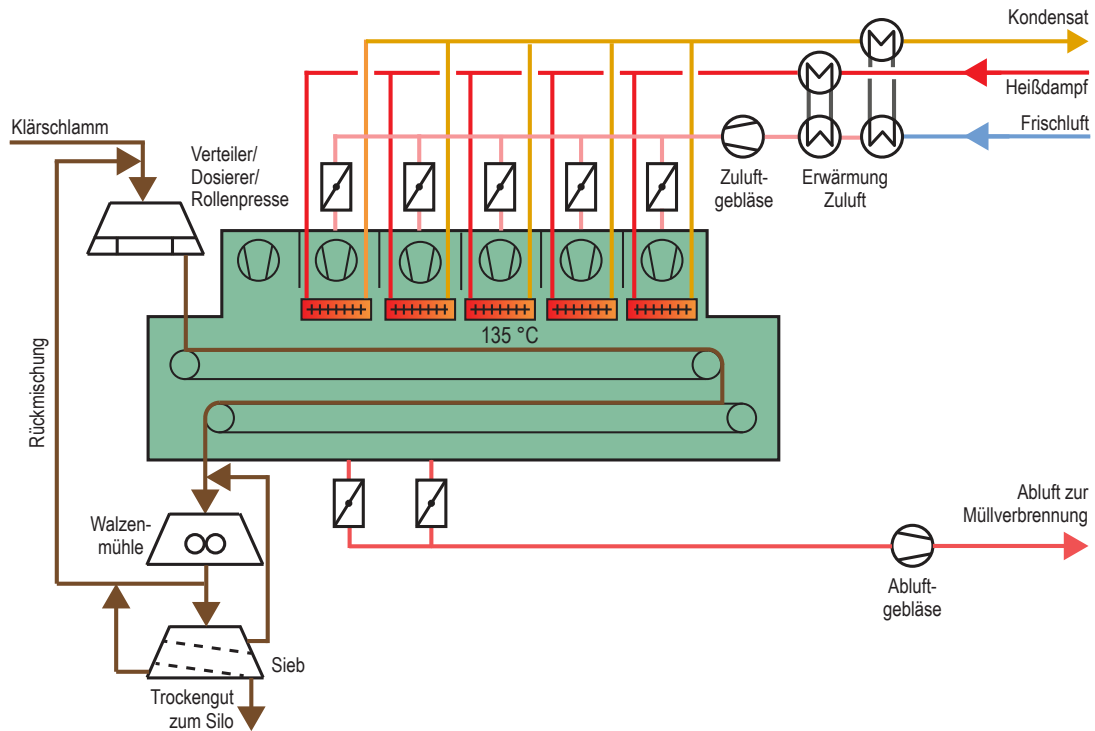 Kondensat
Heißdampf
Frischluft
Klärschlamm
Verteiler/
Dosierer/
Rollenpresse
Zuluft-
gebläse
Erwärmung
Zuluft
135 °C
Rückmischung
Walzen-
mühle
Abluft zur
Müllverbrennung
Abluft-
gebläse
Sieb
Trockengut
zum Silo